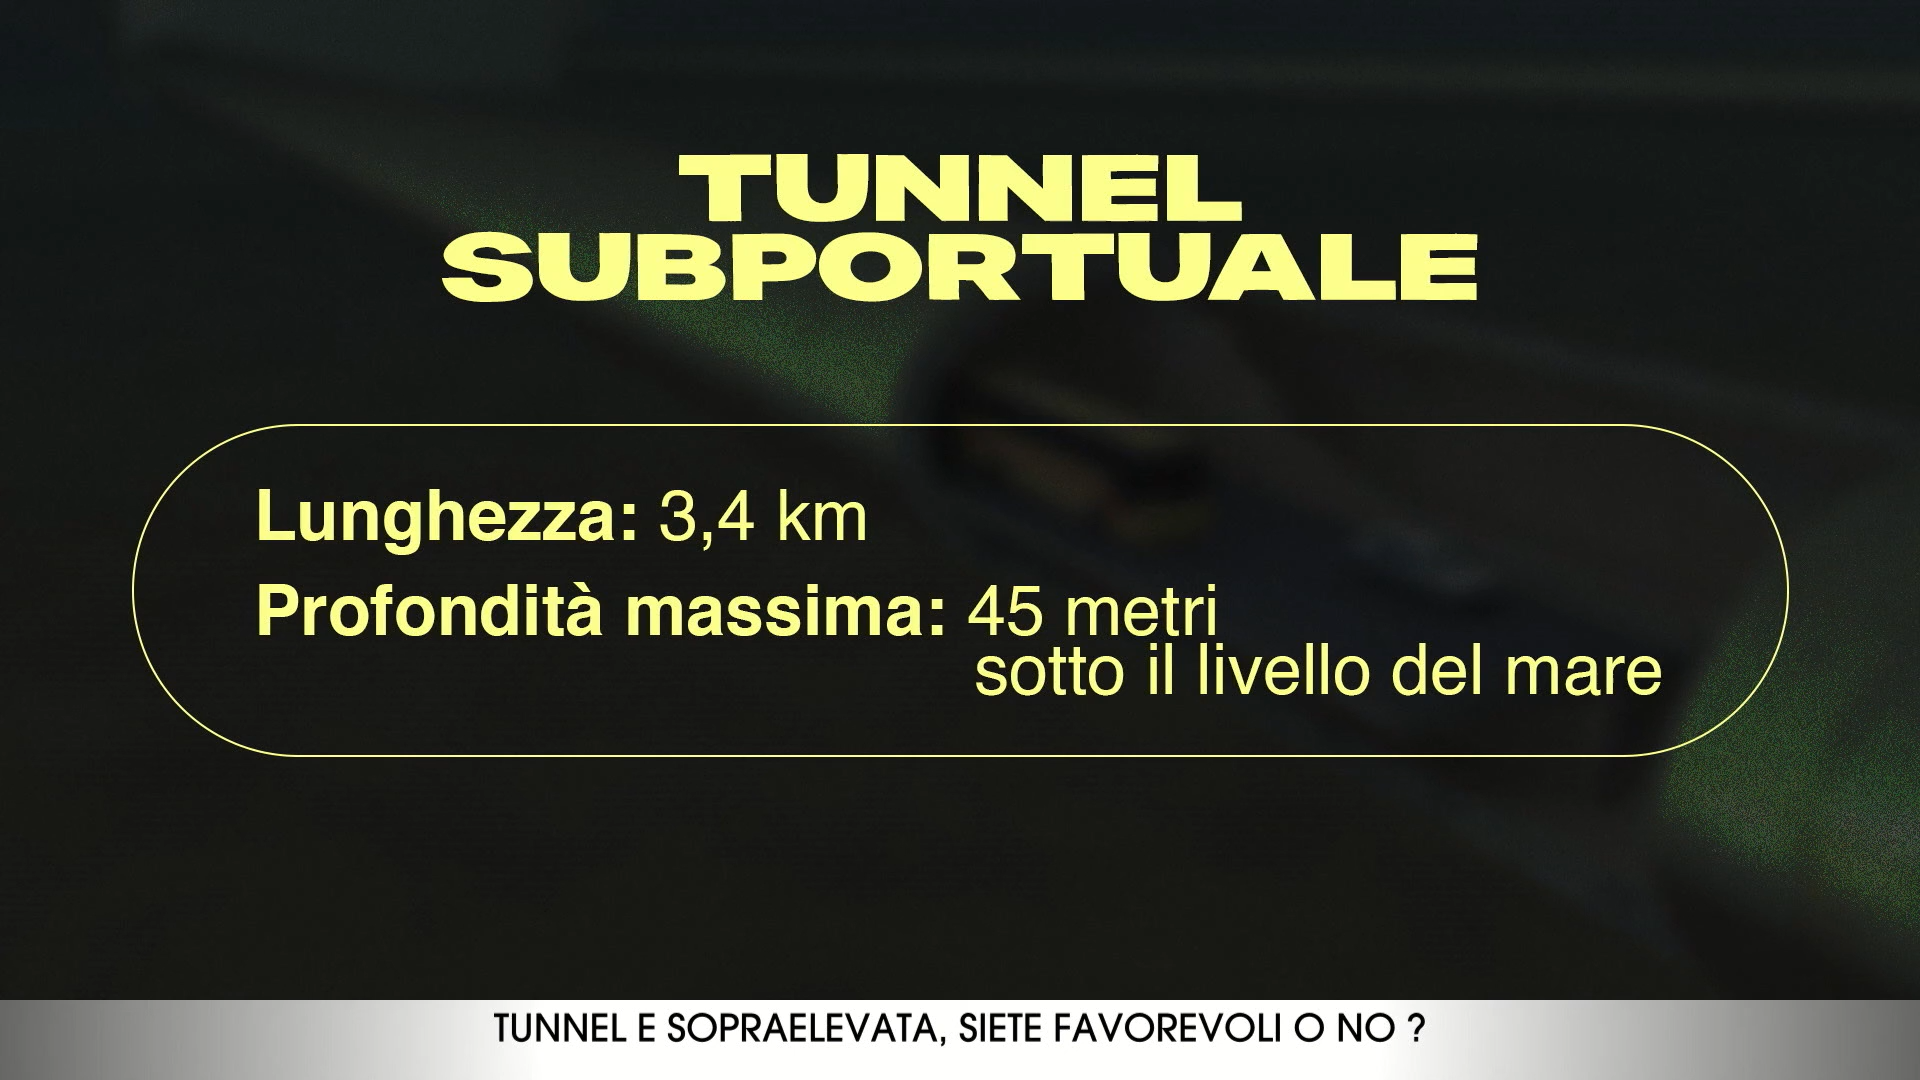 TUNNEL
SUBPORTUALE
Lunghezza: 3,4 km
Profondità massima: 45 metri
sotto il livello del mare
TUNNEL E SOPRAELEVATA, SIETE FAVOREVOLI O NO ?